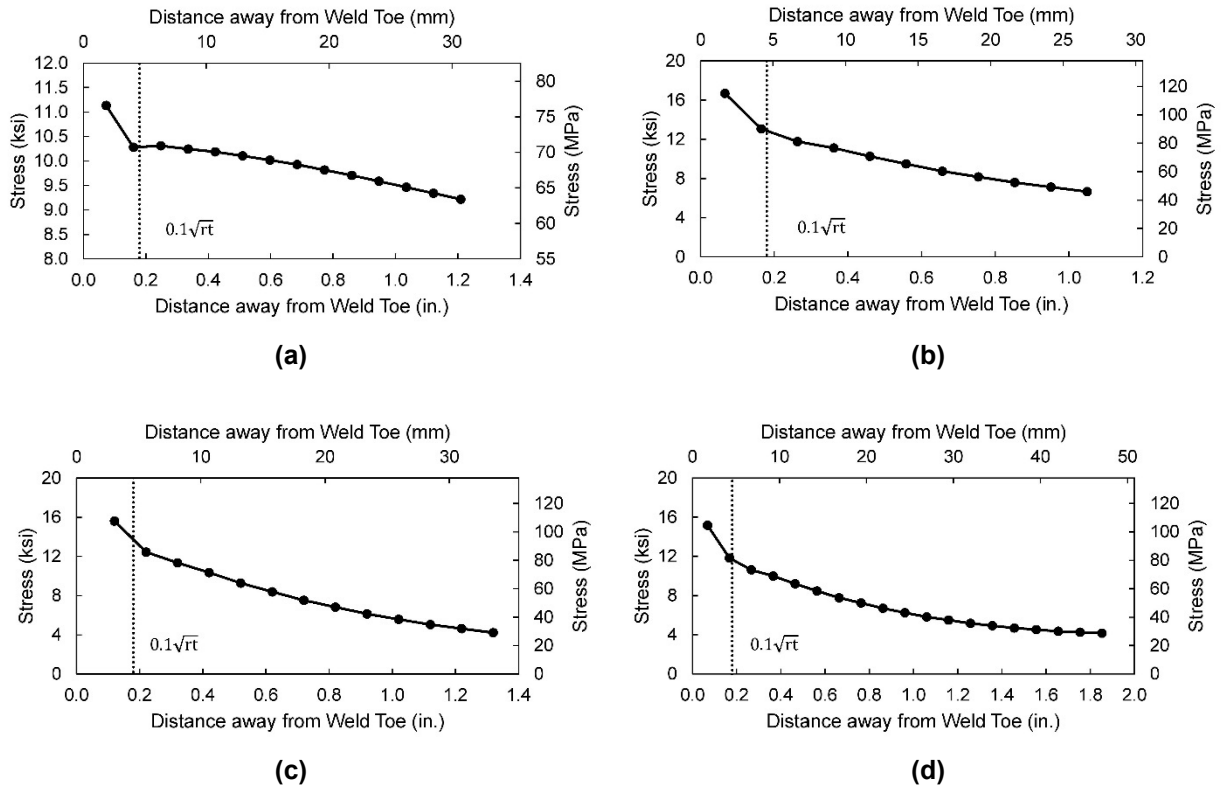 Distance away from Weld Toe (mm)
0 10 20 30
12.0
11.5
11.0
10.5
10.0
9.5
9.0
8.5
8.0
Stress (ksi)
80
75
70
65
60
55
Stress (MPa)
0.1√rt
0.0 0.2 0.4 0.6 0.8 1.0 1.2 1.4
Distance away from Weld Toe (in.)
(a)
Distance away from Weld Toe (mm)
0 5 10 15 20 25 30
20
16
12
8
4
0
Stress (ksi)
120
100
80
60
40
20
0
Stress (MPa)
0.1√rt
0.0 0.2 0.4 0.6 0.8 1.0 1.2
Distance away from Weld Toe (in.)
(b)
Distance away from Weld Toe (mm)
0 10 20 30
20
16
12
8
4
0
Stress (ksi)
120
100
80
60
40
20
0
Stress (MPa)
0.1√rt
0.0 0.2 0.4 0.6 0.8 1.0 1.2 1.4
Distance away from Weld Toe (in.)
(c)
Distance away from Weld Toe (mm)
0 10 20 30 40 50
20
16
12
8
4
0
Stress (ksi)
120
100
80
60
40
20
0
Stress (MPa)
0.1√rt
0.0 0.2 0.4 0.6 0.8 1.0 1.2 1.4 1.6 1.8 2.0
Distance away from Weld Toe (in.)
(d)